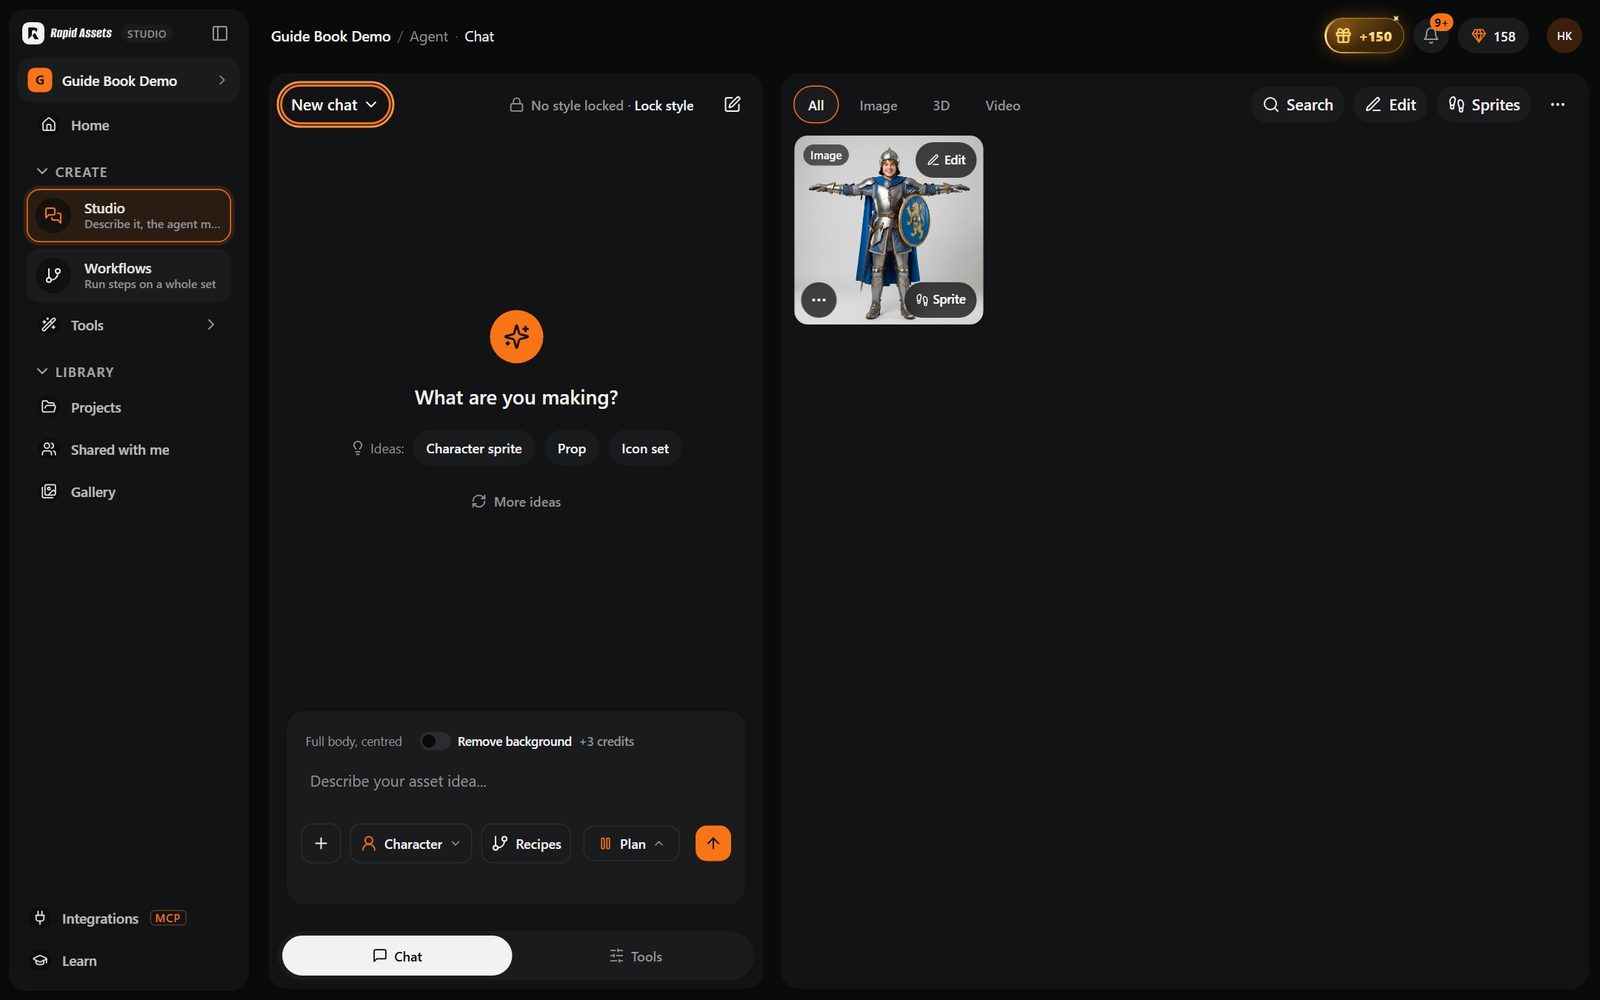 Rapid Assets STUDIO
Guide Book Demo / Agent · Chat
+150
9+
158
HK
G Guide Book Demo
Home
CREATE
Studio
Describe it, the agent m...
Workflows
Run steps on a whole set
Tools
LIBRARY
Projects
Shared with me
Gallery
Integrations MCP
Learn
New chat
No style locked · Lock style
What are you making?
Ideas: Character sprite Prop Icon set
More ideas
Full body, centred Remove background +3 credits
Describe your asset idea...
Character Recipes Plan
Chat Tools
All Image 3D Video
Search Edit Sprites
Image Edit
Sprite